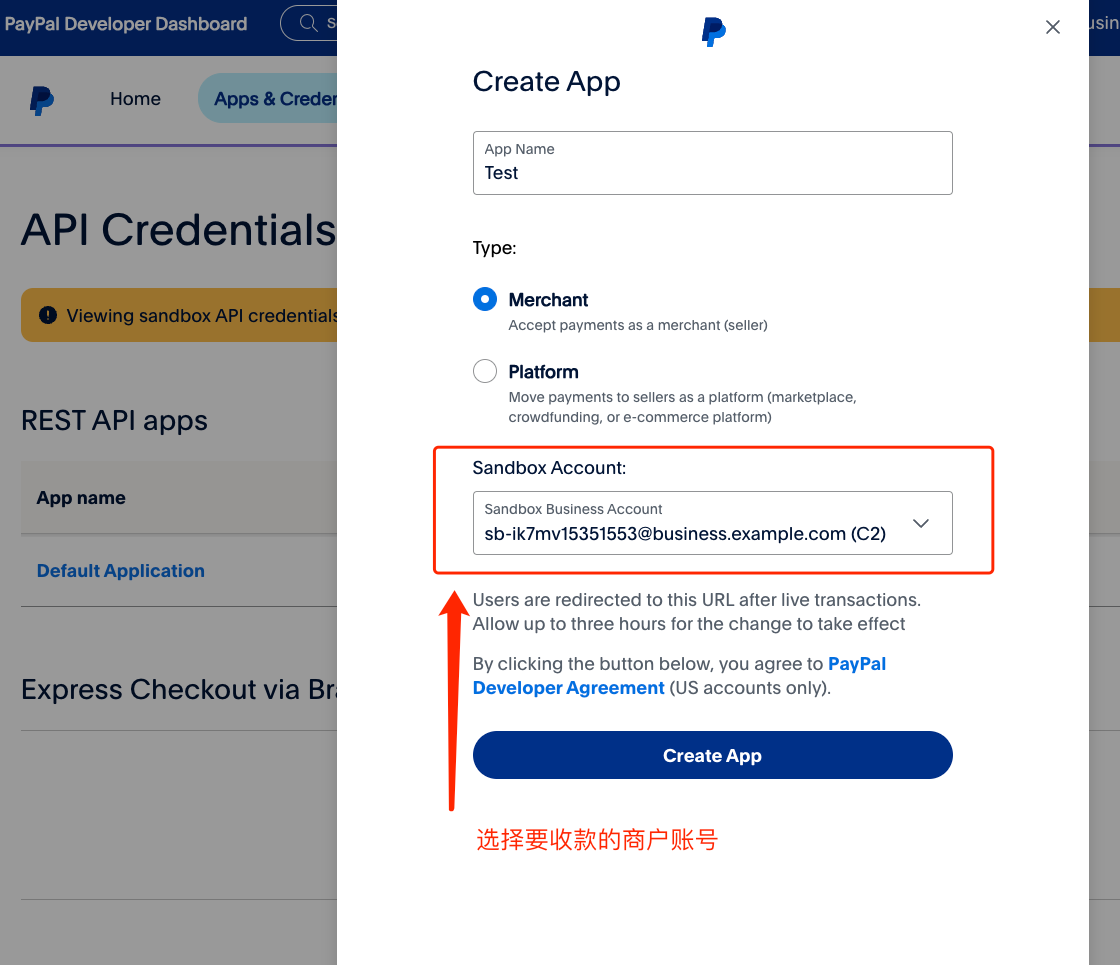 PayPal Developer Dashboard
Home
Apps &
API Credentials
Viewing sandbox API credentials
REST API apps
App name
Default Application
Express Checkout via
Create App
App Name
Test
Type:
Merchant
Accept payments as a merchant (seller)
Platform
Move payments to sellers as a platform (marketplace,
crowdfunding, or e-commerce platform)
Sandbox Account:
Sandbox Business Account
sb-ik7mv15351553@business.example.com (C2)
Users are redirected to this URL after live transactions.
Allow up to three hours for the change to take effect
By clicking the button below, you agree to PayPal
Developer Agreement (US accounts only).
Create App
选择要收款的商户账号